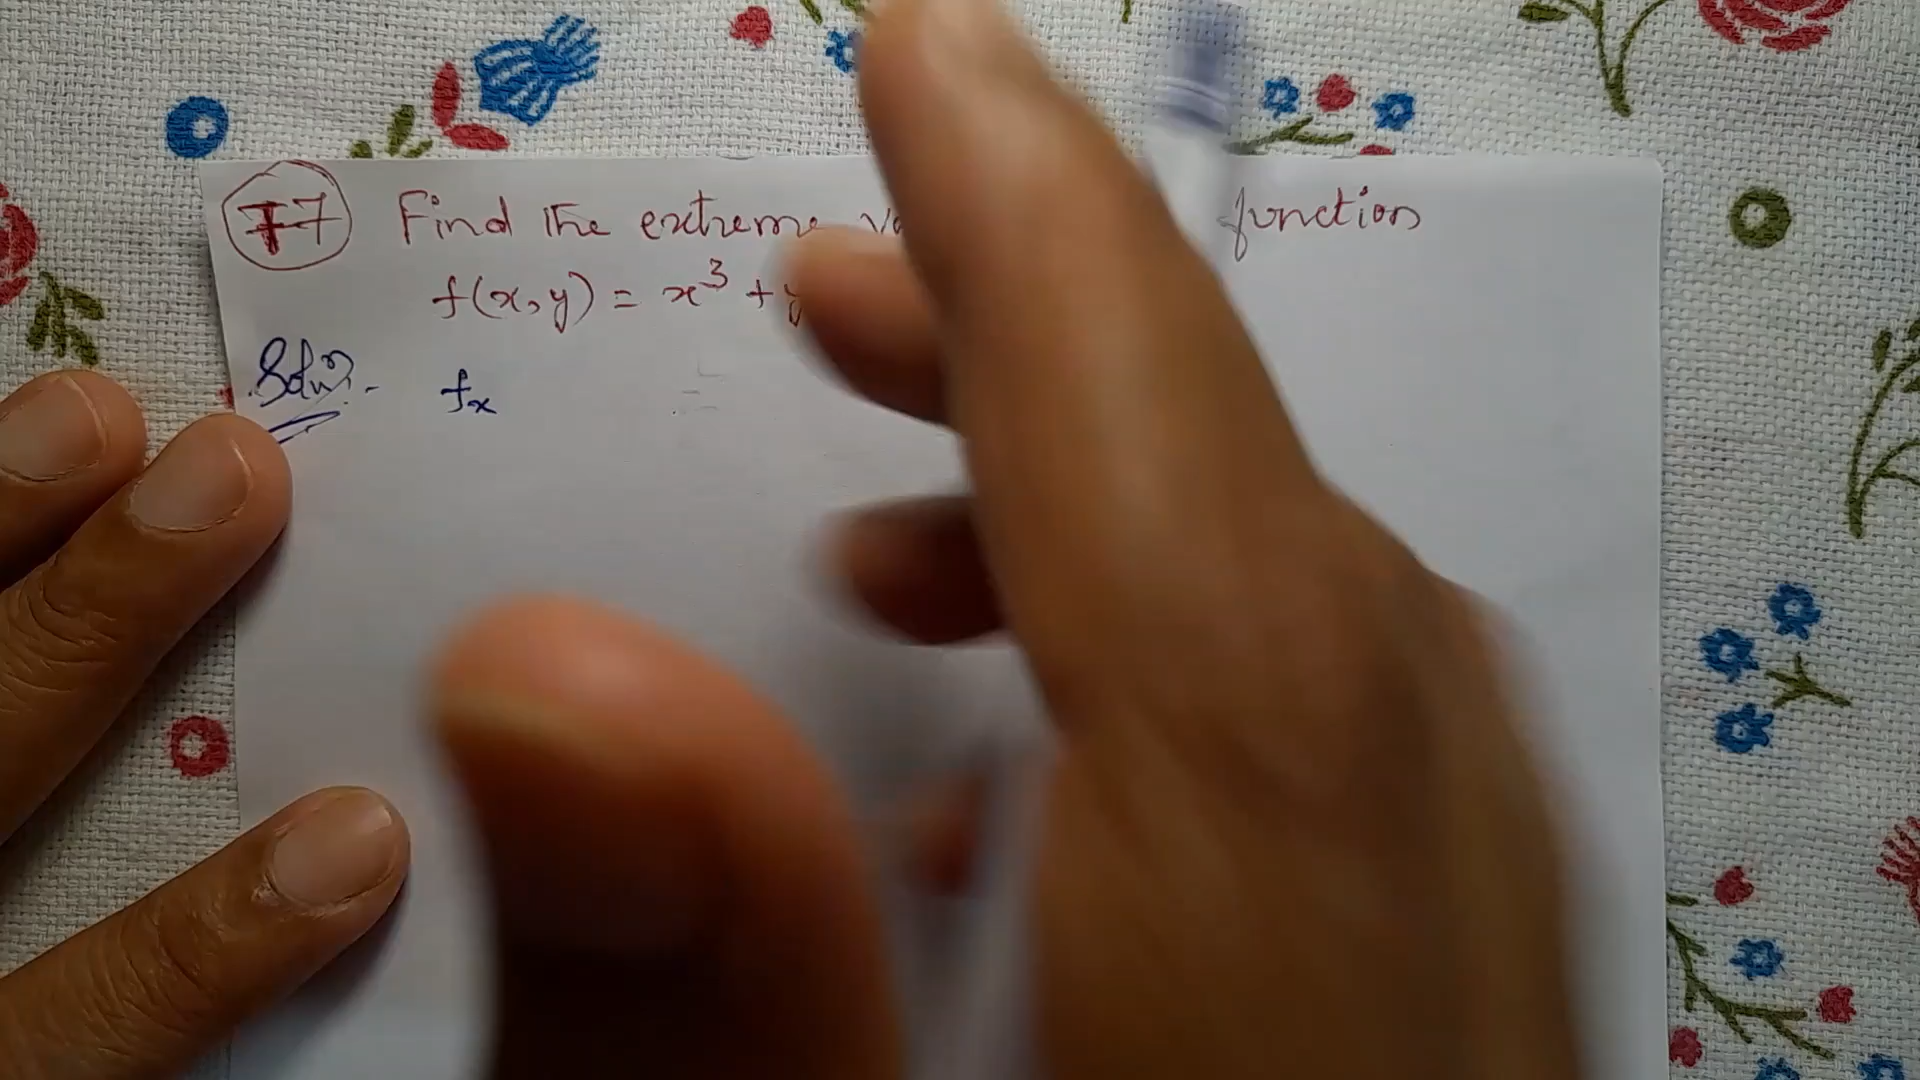 77 Find the extreme function
f(x,y) = x³ + y
Soln:-
fx